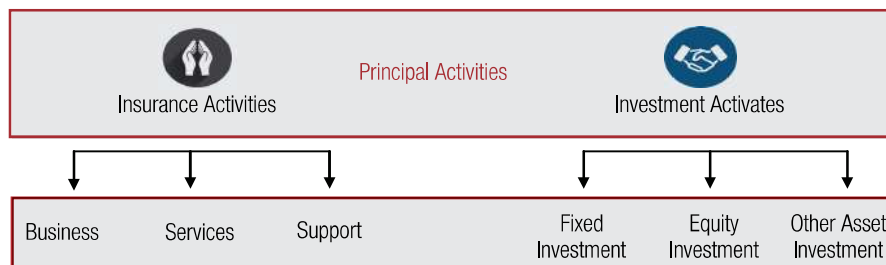 Principal Activities
Insurance Activities
Investment Activates
Business
Services
Support
Fixed
Investment
Equity
Investment
Other Asset
Investment